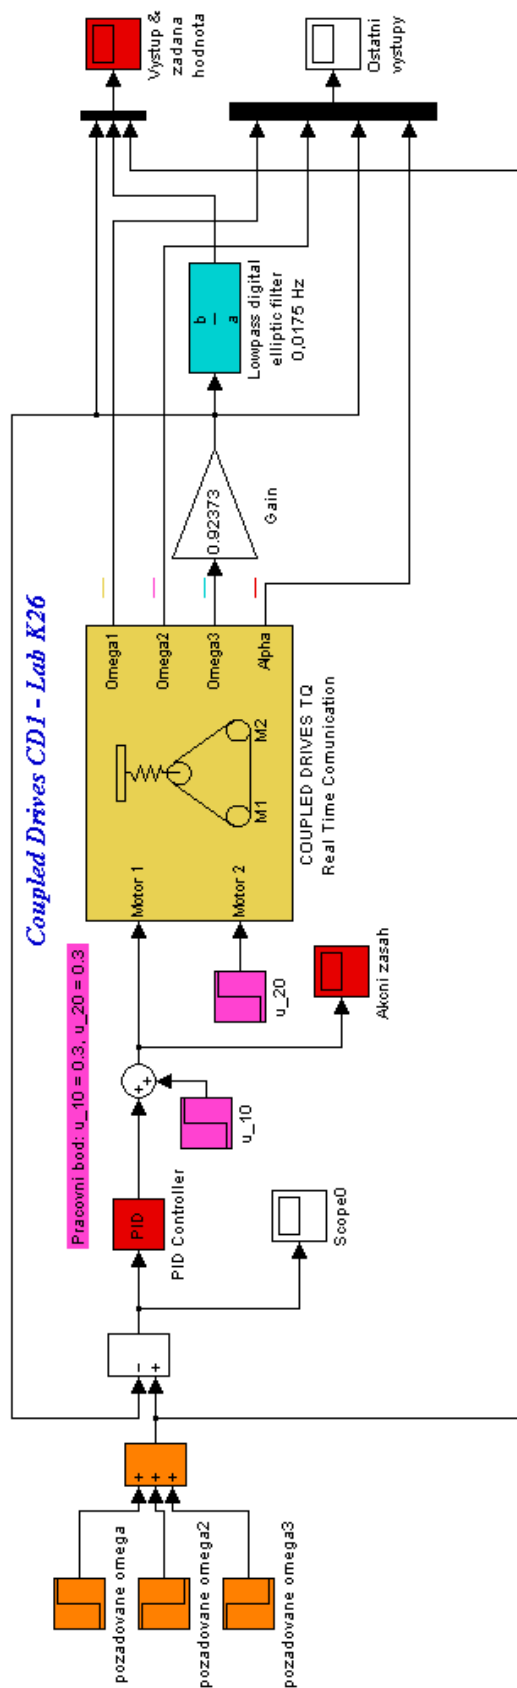 Coupled Drives CD1 - Lab K26
Pracovni bod: u_10 = 0.3, u_20 = 0.3
pozadovane omega
pozadovane omega2
pozadovane omega3
+
+
+
-
+
PID
PID Controller
Scope0
+
+
u_10
u_20
Akcni zasah
Motor 1
Motor 2
M1
M2
Omega1
Omega2
Omega3
Alpha
COUPLED DRIVES TQ
Real Time Comunication
0.92373
Gain
b
a
Lowpass digital
elliptic filter
0,0175 Hz
Vystup &
zadana
hodnota
Ostatni
vystupy